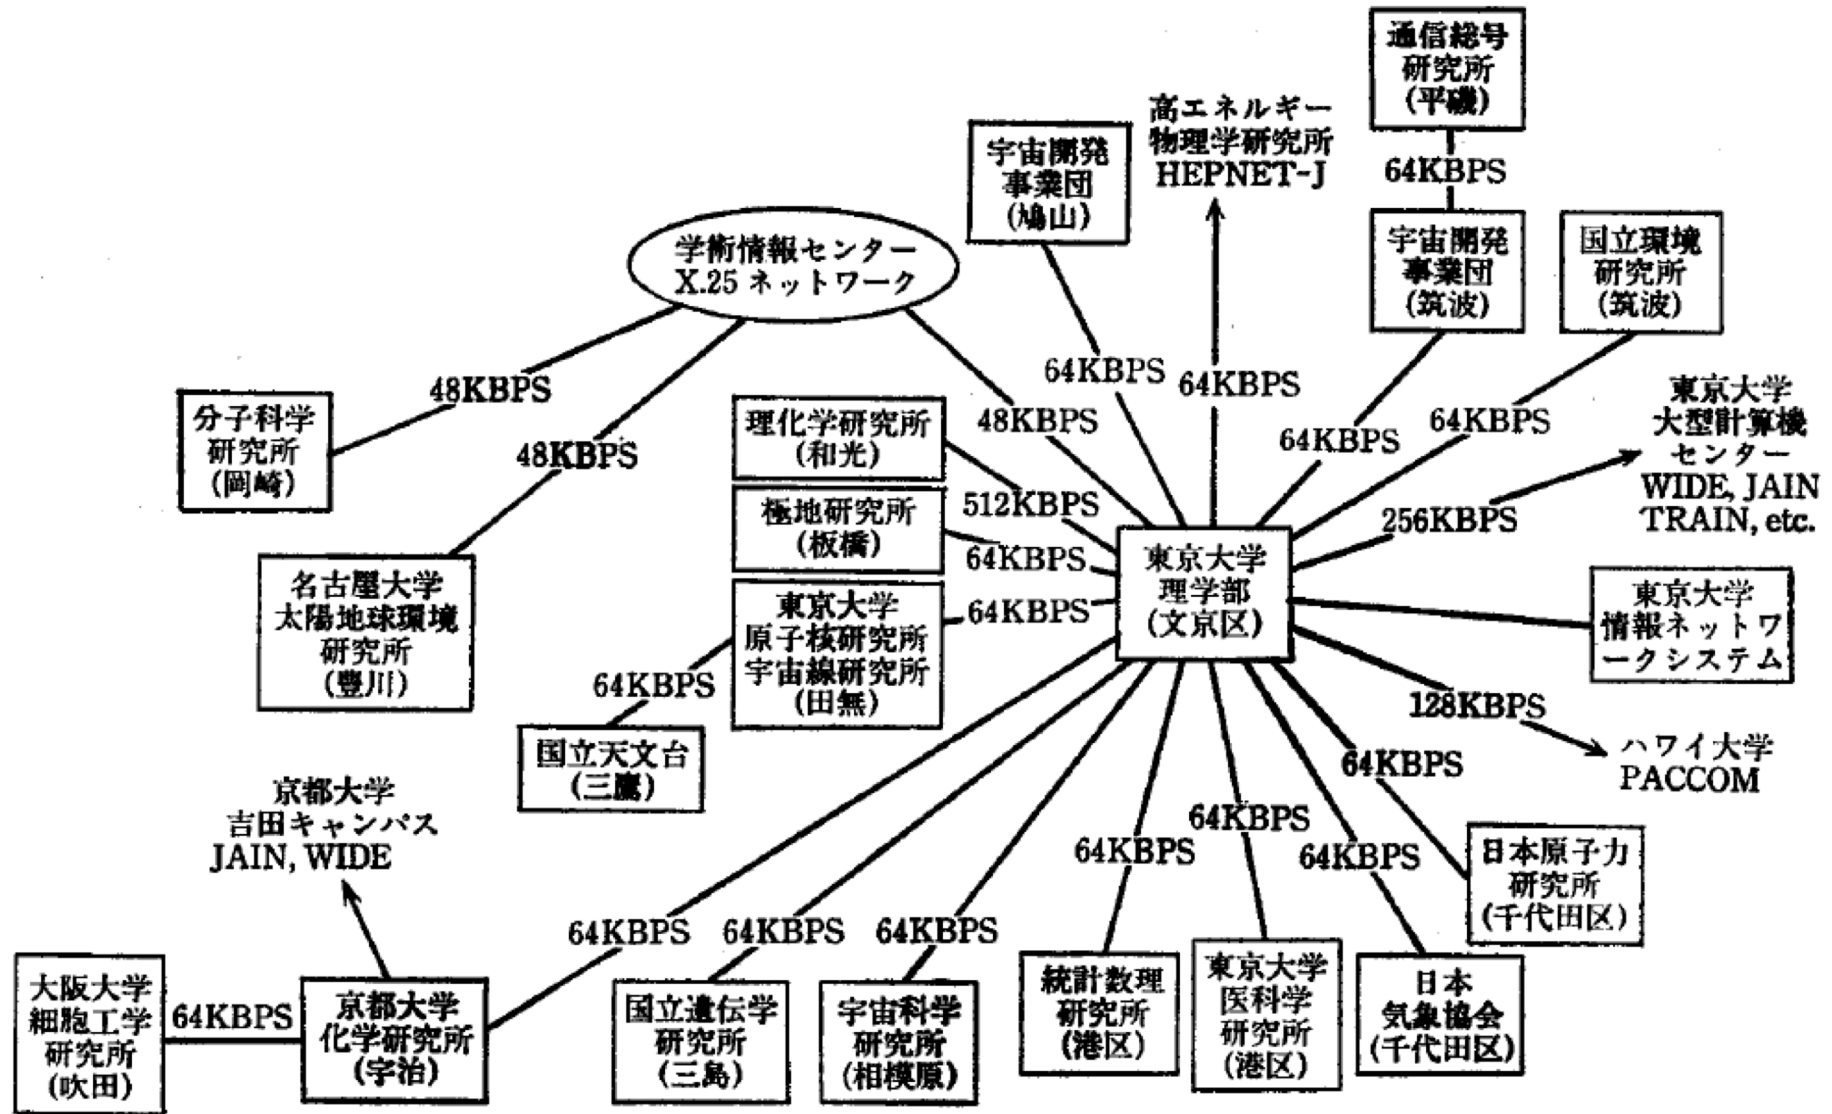 通信総号
研究所
(平磯)
64KBPS
高エネルギー
物理学研究所
HEPNET-J
宇宙開発
事業団
(鳩山)
宇宙開発
事業団
(筑波)
国立環境
研究所
(筑波)
学術情報センター
X.25 ネットワーク
48KBPS
48KBPS
48KBPS
64KBPS
64KBPS
64KBPS
64KBPS
東京大学
大型計算機
センター
WIDE, JAIN
TRAIN, etc.
256KBPS
分子科学
研究所
(岡崎)
名古屋大学
太陽地球環境
研究所
(豊川)
理化学研究所
(和光)
512KBPS
極地研究所
(板橋)
64KBPS
東京大学
原子核研究所
宇宙線研究所
(田無)
64KBPS
64KBPS
国立天文台
(三鷹)
東京大学
理学部
(文京区)
東京大学
情報ネットワ
ークシステム
128KBPS
ハワイ大学
PACCOM
京都大学
吉田キャンパス
JAIN, WIDE
64KBPS
64KBPS
64KBPS
64KBPS
64KBPS
64KBPS
64KBPS
日本原子力
研究所
(千代田区)
大阪大学
細胞工学
研究所
(吹田)
64KBPS
京都大学
化学研究所
(宇治)
国立遺伝学
研究所
(三島)
宇宙科学
研究所
(相模原)
統計数理
研究所
(港区)
東京大学
医科学
研究所
(港区)
日本
気象協会
(千代田区)